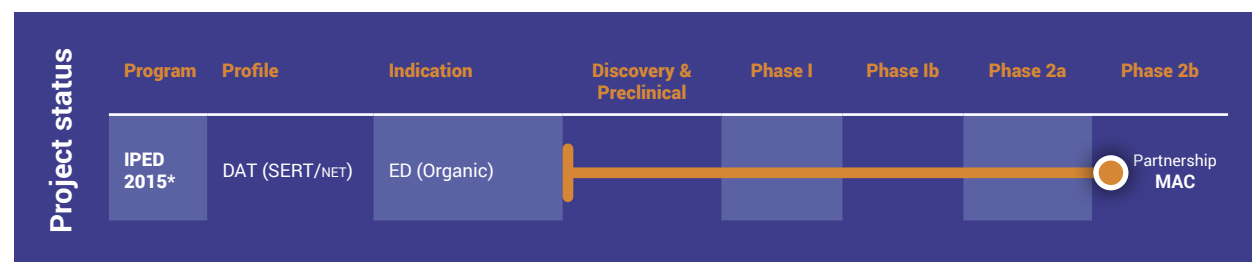 Project status
Program Profile Indication Discovery & Phase I Phase Ib Phase 2a Phase 2b
Preclinical
IPED DAT (SERT/NET) ED (Organic) Partnership
2015* MAC